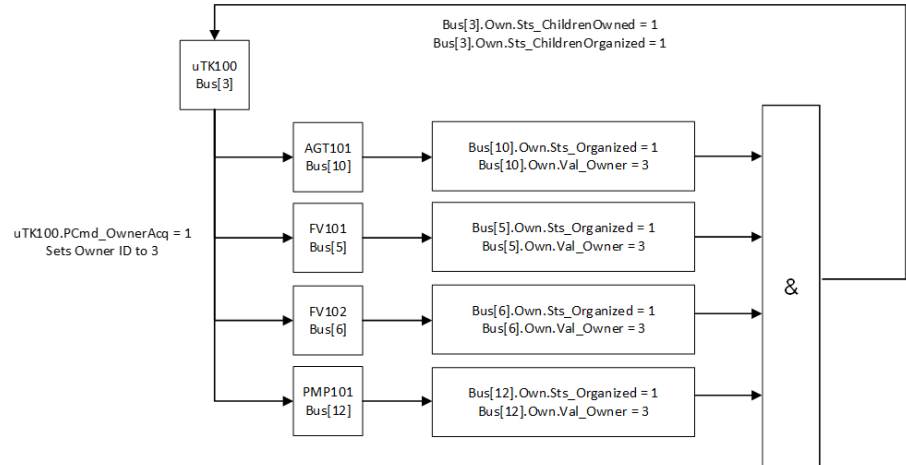 Bus[3].Own.Sts_ChildrenOwned = 1
Bus[3].Own.Sts_ChildrenOrganized = 1
uTK100
Bus[3]
AGT101
Bus[10]
Bus[10].Own.Sts_Organized = 1
Bus[10].Own.Val_Owner = 3
uTK100.PCmd_OwnerAcq = 1
Sets Owner ID to 3
FV101
Bus[5]
Bus[5].Own.Sts_Organized = 1
Bus[5].Own.Val_Owner = 3
&
FV102
Bus[6]
Bus[6].Own.Sts_Organized = 1
Bus[6].Own.Val_Owner = 3
PMP101
Bus[12]
Bus[12].Own.Sts_Organized = 1
Bus[12].Own.Val_Owner = 3